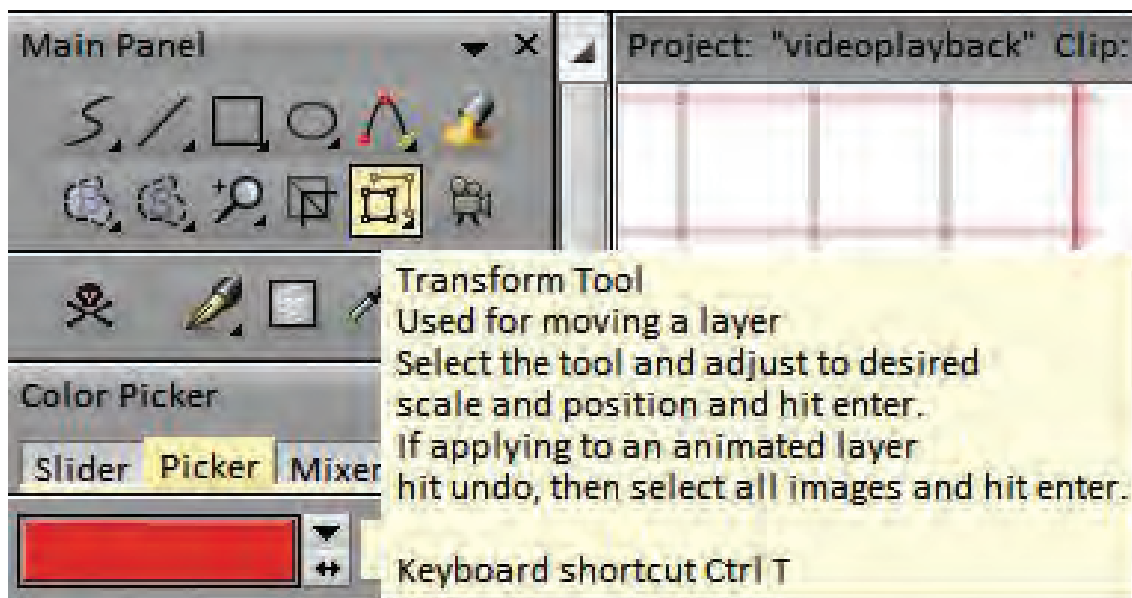 Main Panel
Project: "videoplayback" Clip:
Transform Tool
Used for moving a layer
Select the tool and adjust to desired
scale and position and hit enter.
If applying to an animated layer
hit undo, then select all images and hit enter.
Keyboard shortcut Ctrl T
Color Picker
Slider Picker Mixer